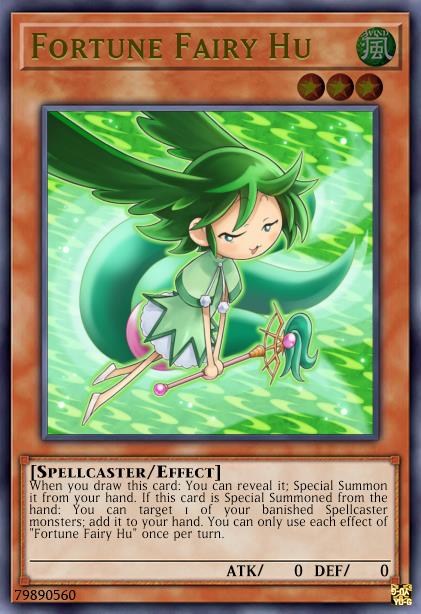 Fortune Fairy Hu
WIND
風
[Spellcaster/Effect]
When you draw this card: You can reveal it; Special Summon
it from your hand. If this card is Special Summoned from the
hand: You can target 1 of your banished Spellcaster
monsters; add it to your hand. You can only use each effect of
"Fortune Fairy Hu" once per turn.
ATK/ 0 DEF/ 0
79890560